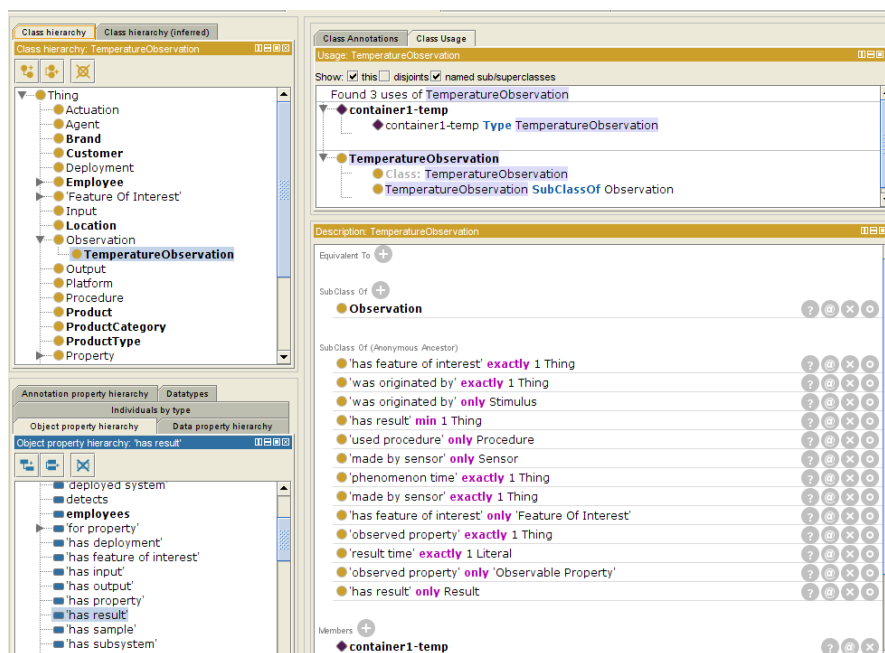 Class hierarchy Class hierarchy (inferred)
Class hierarchy: TemperatureObservation
Thing
Actuation
Agent
Brand
Customer
Deployment
Employee
'Feature Of Interest'
Input
Location
Observation
TemperatureObservation
Output
Platform
Procedure
Product
ProductCategory
ProductType
Property
Annotation property hierarchy Datatypes
Individuals by type
Object property hierarchy Data property hierarchy
Object property hierarchy: 'has result'
'deployed system'
detects
employees
'for property'
'has deployment'
'has feature of interest'
'has input'
'has output'
'has property'
'has result'
'has sample'
'has subsystem'
Class Annotations Class Usage
Usage: TemperatureObservation
Show: this disjoints named sub/superclasses
Found 3 uses of TemperatureObservation
container1-temp
container1-temp Type TemperatureObservation
TemperatureObservation
Class: TemperatureObservation
TemperatureObservation SubClassOf Observation
Description: TemperatureObservation
Equivalent To
SubClass Of
Observation
SubClass Of (Anonymous Ancestor)
'has feature of interest' exactly 1 Thing
'was originated by' exactly 1 Thing
'was originated by' only Stimulus
'has result' min 1 Thing
'used procedure' only Procedure
'made by sensor' only Sensor
'phenomenon time' exactly 1 Thing
'made by sensor' exactly 1 Thing
'has feature of interest' only 'Feature Of Interest'
'observed property' exactly 1 Thing
'result time' exactly 1 Literal
'observed property' only 'Observable Property'
'has result' only Result
Members
container1-temp